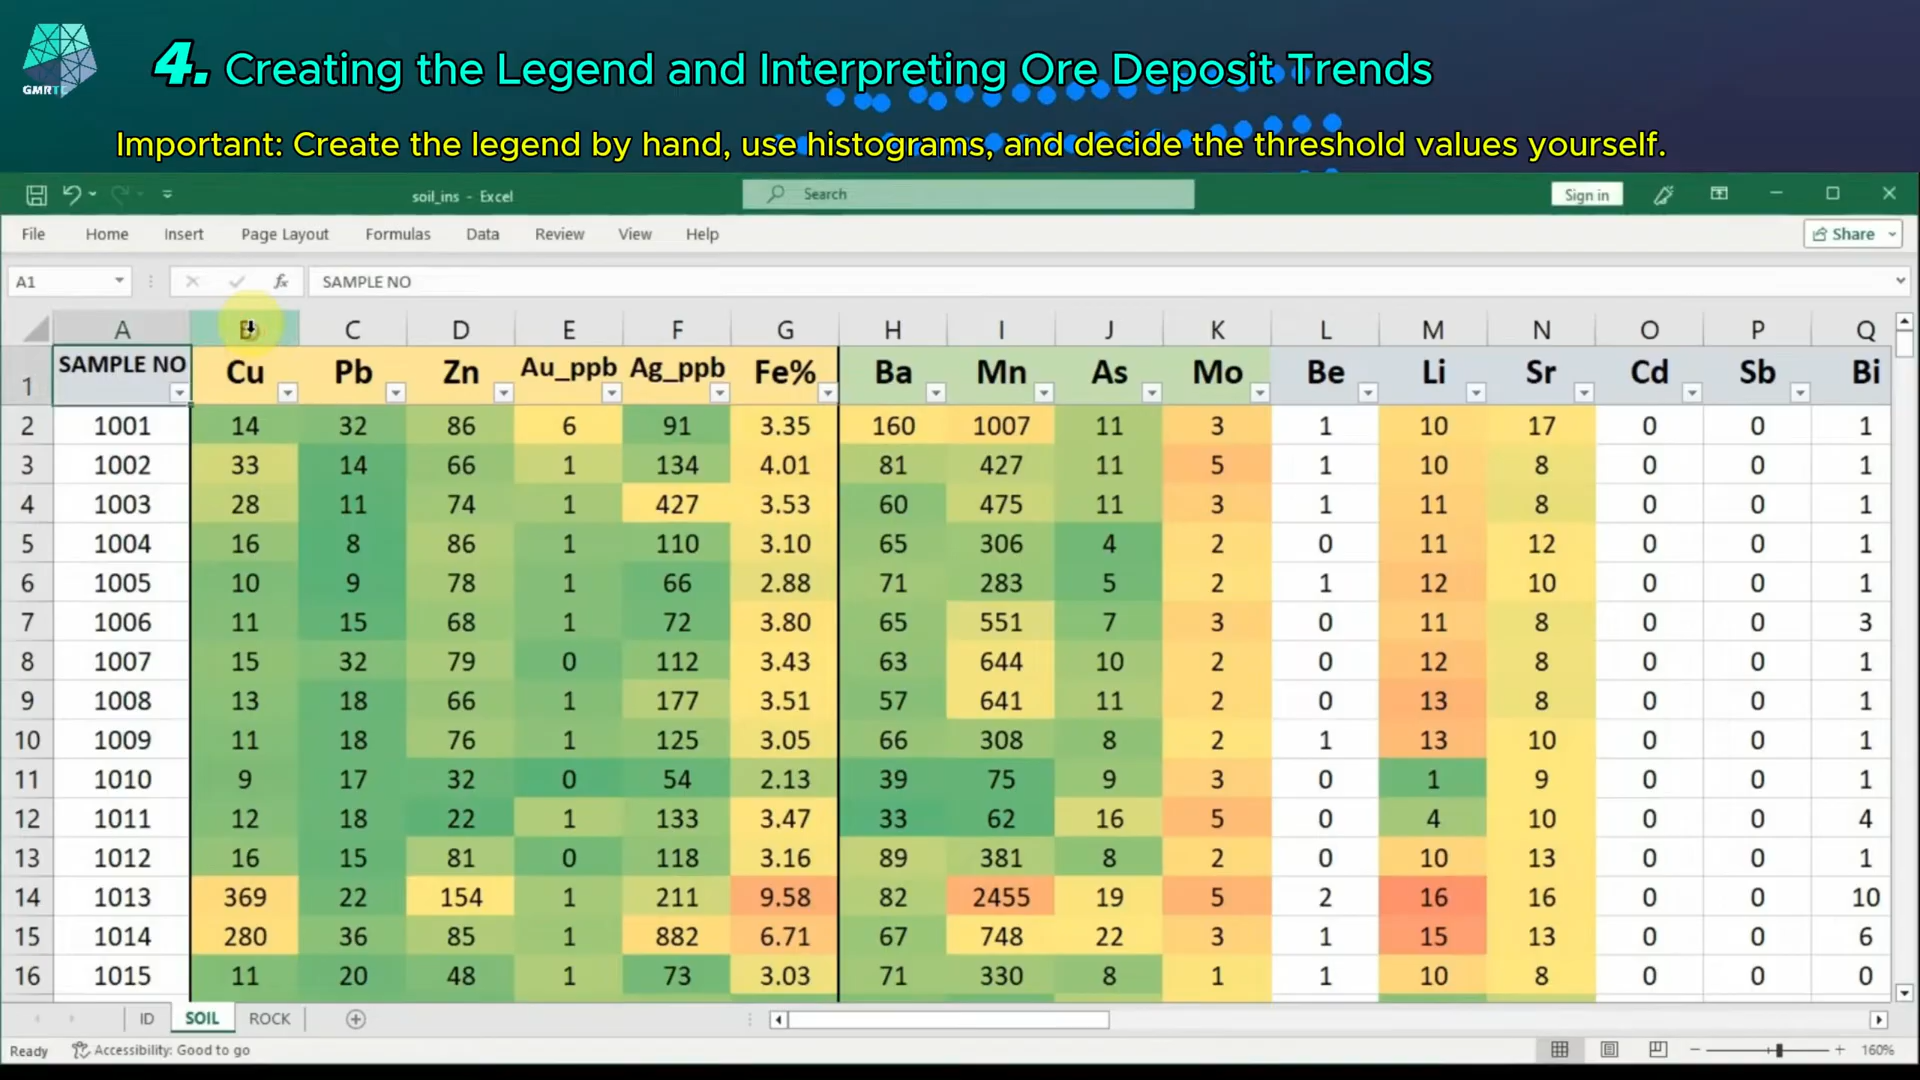 GMRTC
4. Creating the Legend and Interpreting Ore Deposit Trends
Important: Create the legend by hand, use histograms, and decide the threshold values yourself.
soil_ins - Excel
Search
Sign in
File Home Insert Page Layout Formulas Data Review View Help
Share
A1 fx SAMPLE NO
A B C D E F G H I J K L M N O P Q
1 SAMPLE NO Cu Pb Zn Au_ppb Ag_ppb Fe% Ba Mn As Mo Be Li Sr Cd Sb Bi
2 1001 14 32 86 6 91 3.35 160 1007 11 3 1 10 17 0 0 1
3 1002 33 14 66 1 134 4.01 81 427 11 5 1 10 8 0 0 1
4 1003 28 11 74 1 427 3.53 60 475 11 3 1 11 8 0 0 1
5 1004 16 8 86 1 110 3.10 65 306 4 2 0 11 12 0 0 1
6 1005 10 9 78 1 66 2.88 71 283 5 2 1 12 10 0 0 1
7 1006 11 15 68 1 72 3.80 65 551 7 3 0 11 8 0 0 3
8 1007 15 32 79 0 112 3.43 63 644 10 2 0 12 8 0 0 1
9 1008 13 18 66 1 177 3.51 57 641 11 2 0 13 8 0 0 1
10 1009 11 18 76 1 125 3.05 66 308 8 2 1 13 10 0 0 1
11 1010 9 17 32 0 54 2.13 39 75 9 3 0 1 9 0 0 1
12 1011 12 18 22 1 133 3.47 33 62 16 5 0 4 10 0 0 4
13 1012 16 15 81 0 118 3.16 89 381 8 2 0 10 13 0 0 1
14 1013 369 22 154 1 211 9.58 82 2455 19 5 2 16 16 0 0 10
15 1014 280 36 85 1 882 6.71 67 748 22 3 1 15 13 0 0 6
16 1015 11 20 48 1 73 3.03 71 330 8 1 1 10 8 0 0 0
ID SOIL ROCK
Ready Accessibility: Good to go 160%